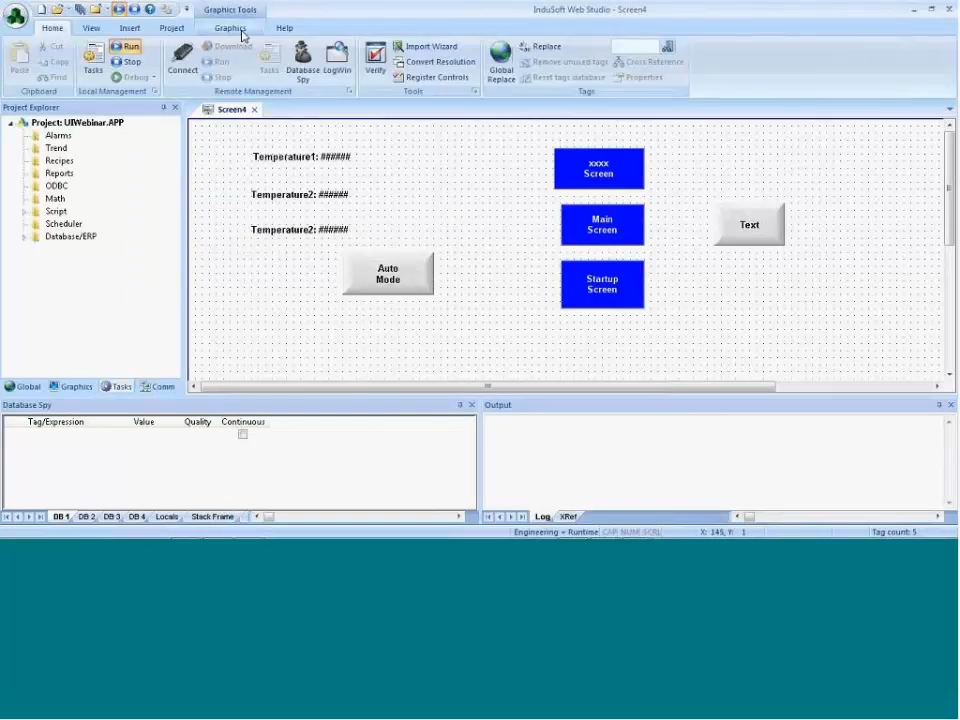 Graphics Tools
InduSoft Web Studio - Screen4
Home View Insert Project Graphics Help
Paste
Cut
Copy
Find
Clipboard
Tasks
Run
Stop
Debug
Local Management
Connect
Download
Run
Stop
Tasks
Database Spy
LogWin
Remote Management
Verify
Import Wizard
Convert Resolution
Register Controls
Tools
Global Replace
Replace
Remove unused tags
Cross Reference
Reset tags database
Properties
Tags
Project Explorer
Project: UIWebinar.APP
Alarms
Trend
Recipes
Reports
ODBC
Math
Script
Scheduler
Database/ERP
Global Graphics Tasks Comm
Screen4
Temperature1: ######
Temperature2: ######
Temperature2: ######
Auto
Mode
xxxx
Screen
Main
Screen
Startup
Screen
Text
Database Spy
Tag/Expression Value Quality Continuous
DB 1 DB 2 DB 3 DB 4 Locals Stack Frame
Output
Log XRef
Engineering + Runtime CAP NUM SCRL X: 145, Y: 1 Tag count: 5